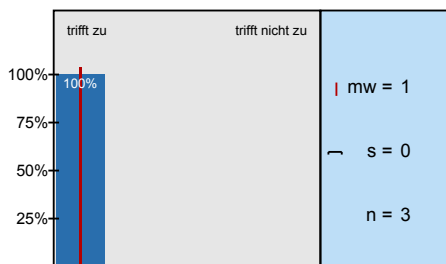 trifft zu trifft nicht zu
100%
100%
75%
50%
25%
mw = 1
s = 0
n = 3